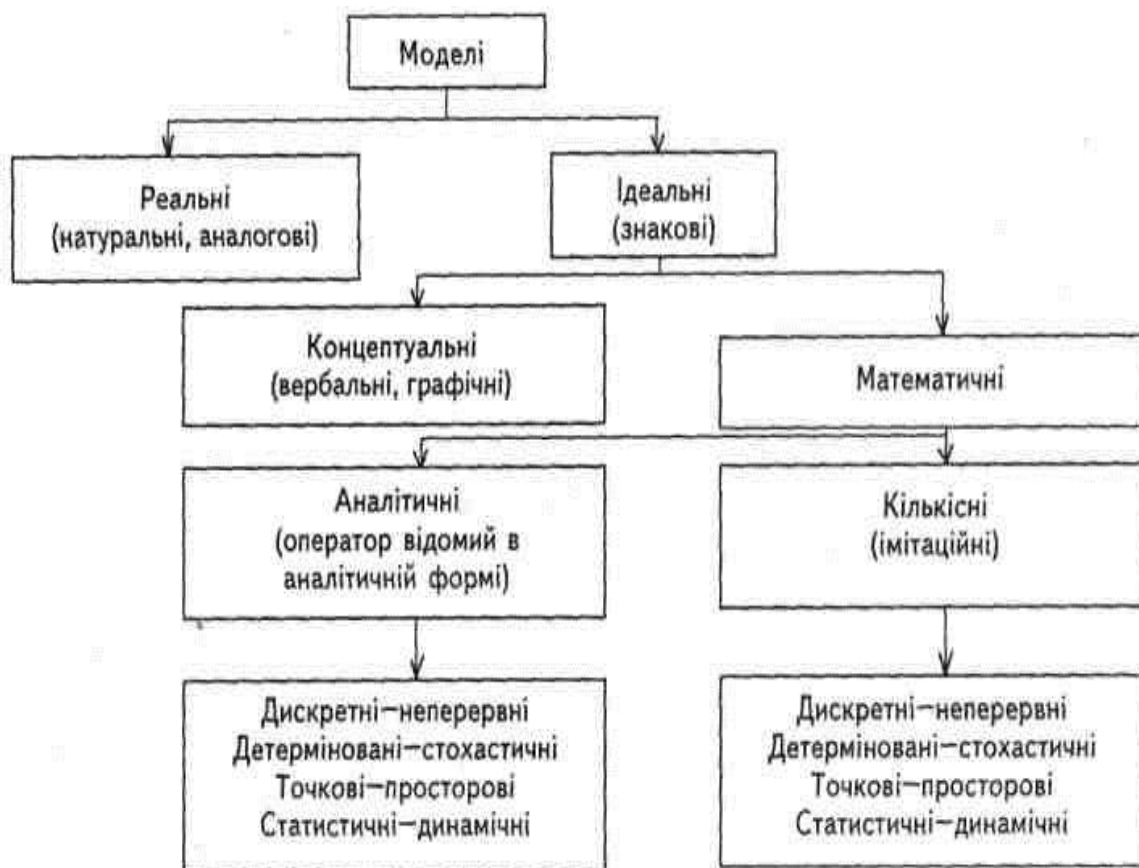 Моделі
Реальні
(натуральні, аналогові)
Ідеальні
(знакові)
Концептуальні
(вербальні, графічні)
Математичні
Аналітичні
(оператор відомий в
аналітичній формі)
Кількісні
(імітаційні)
Дискретні—неперервні
Детерміновані—стохастичні
Точкові—просторові
Статистичні—динамічні
Дискретні—неперервні
Детерміновані—стохастичні
Точкові—просторові
Статистичні—динамічні